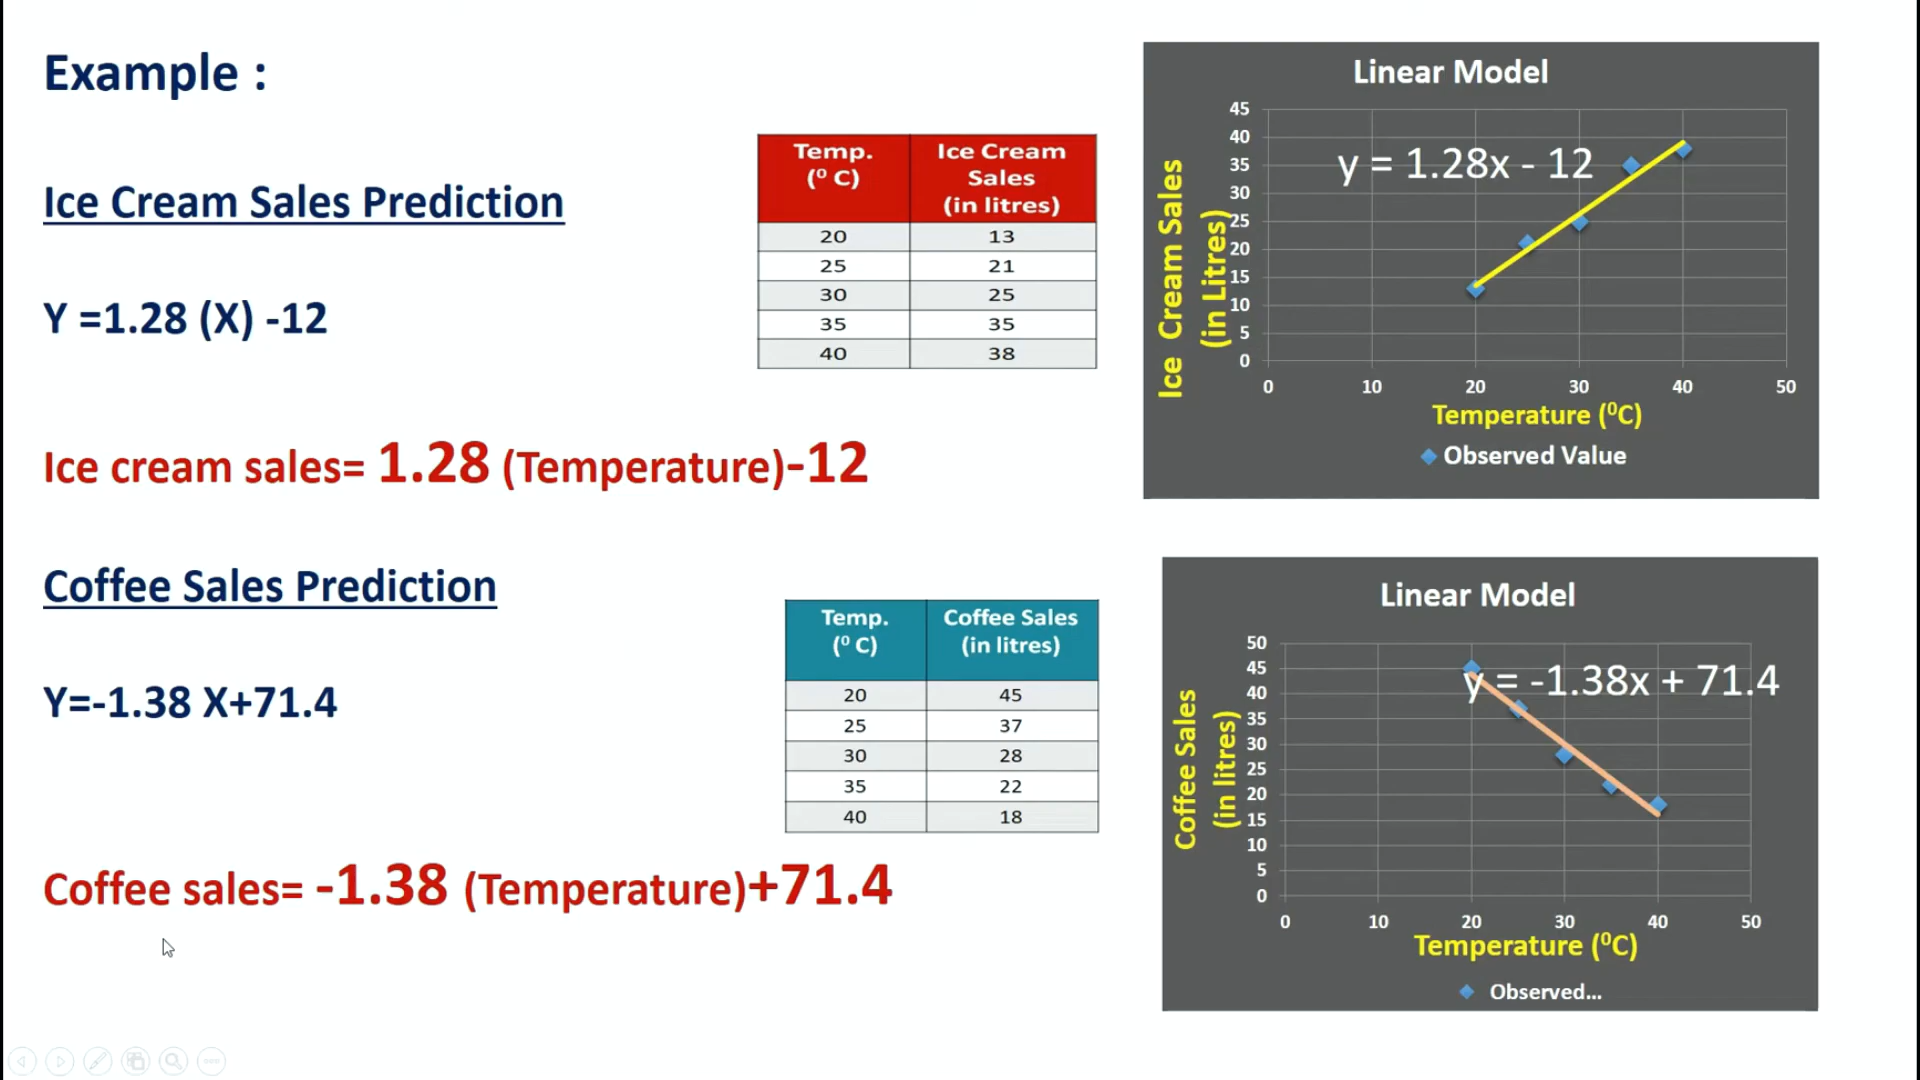 Example :
Ice Cream Sales Prediction
Y =1.28 (X) -12
Ice cream sales= 1.28 (Temperature)-12
Temp. (⁰ C) Ice Cream Sales (in litres)
20 13
25 21
30 25
35 35
40 38
Linear Model
y = 1.28x - 12
Ice Cream Sales
(in Litres)
45
40
35
30
25
20
15
10
5
0
0 10 20 30 40 50
Temperature (⁰C)
Observed Value
Coffee Sales Prediction
Y=-1.38 X+71.4
Coffee sales= -1.38 (Temperature)+71.4
Temp. (⁰ C) Coffee Sales (in litres)
20 45
25 37
30 28
35 22
40 18
Linear Model
y = -1.38x + 71.4
Coffee Sales
(in litres)
50
45
40
35
30
25
20
15
10
5
0
0 10 20 30 40 50
Temperature (⁰C)
Observed...